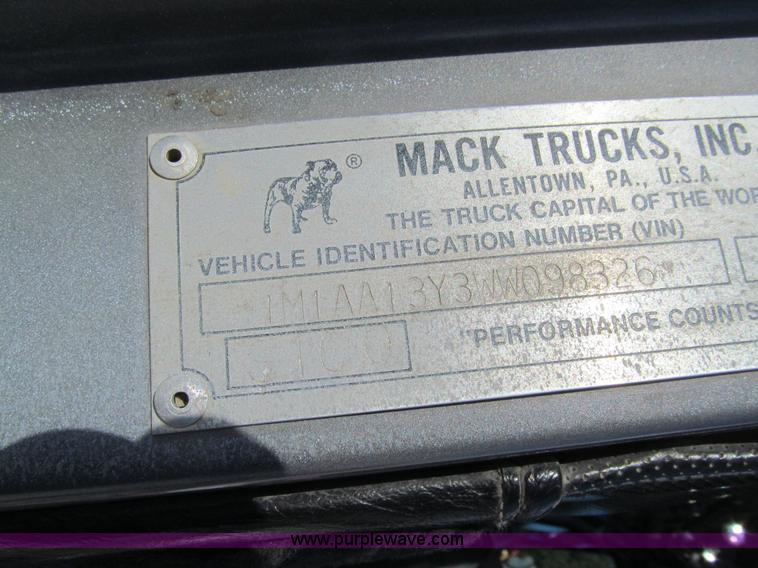 ®
MACK TRUCKS, INC.
ALLENTOWN, PA., U.S.A.
THE TRUCK CAPITAL OF THE WOR
VEHICLE IDENTIFICATION NUMBER (VIN)
1M1AA13Y3WW098326
"PERFORMANCE COUNTS
www.purplewave.com